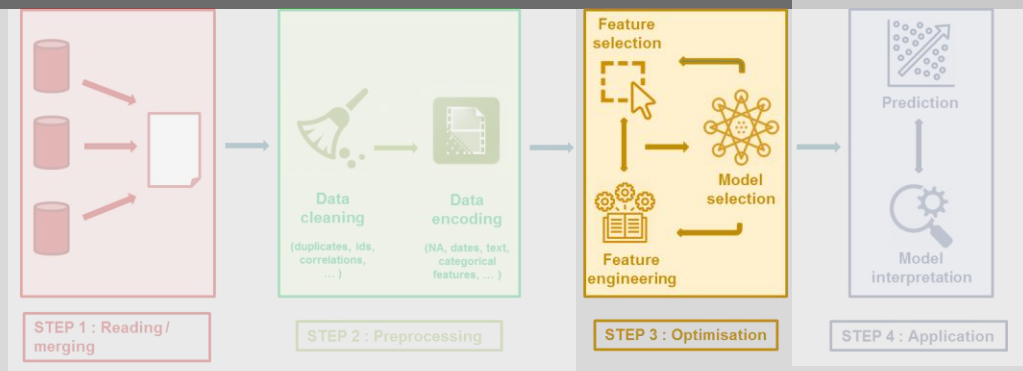 Feature
selection
Model
selection
Feature
engineering
Data
cleaning
(duplicates, ids,
correlations,
... )
Data
encoding
(NA, dates, text,
categorical
features, ... )
Prediction
Model
interpretation
STEP 1 : Reading /
merging
STEP 2 : Preprocessing
STEP 3 : Optimisation
STEP 4 : Application